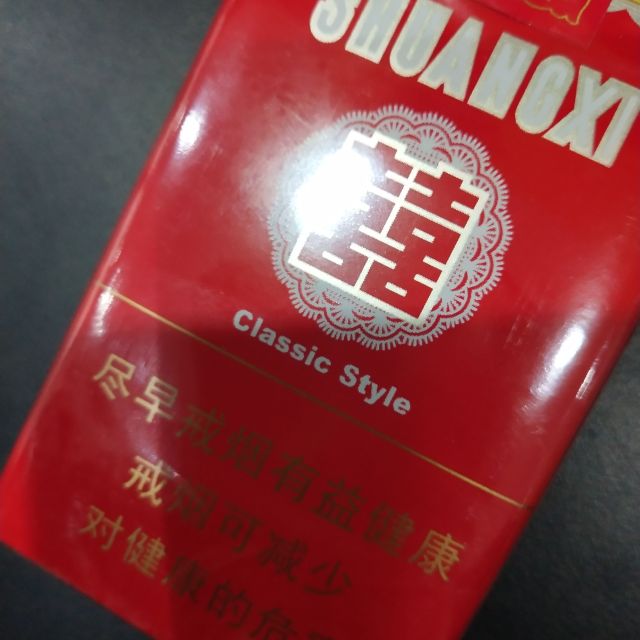 SHUANGXI
囍
Classic Style
尽早戒烟有益健康
戒烟可减少
对健康的危